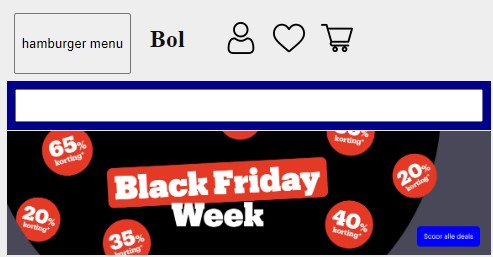 hamburger menu
Bol
65%
korting*
korting*
Black Friday
Week
20%
korting*
20%
korting*
35%
korting*
40%
korting*
Scoor alle deals